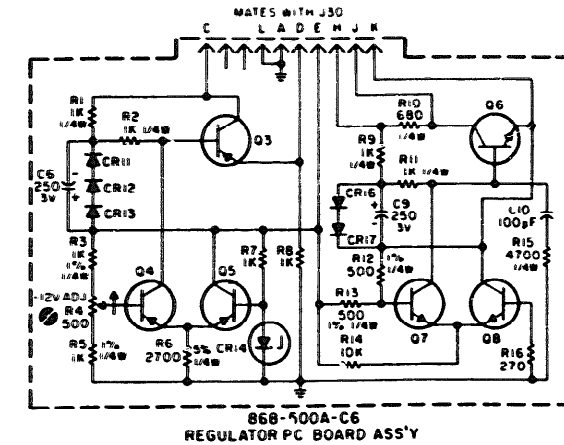 MATES WITH J30
C L A D E H J K
R1
1K
1/4W
R2
1K 1/4W
Q3
R10
680
1/4W
Q6
R9
1K
1/4W
R11
1K 1/4W
C6
250
3V
-
+
CR11
CR12
CR13
CR16
CR17
+
C9
250
3V
-
C10
100pF
R15
4700
1/4W
R3
1K
1%
1/4W
R7
1K
R8
1K
R12
500
1%
1/4W
Q4
Q5
-12V ADJ
R4
500
R13
500
1% 1/4W
Q7
Q8
R5
1K
1%
1/4W
R6
2700
5%
1/4W
CR14
R14
10K
R16
270
868-500A-C6
REGULATOR PC BOARD ASS'Y